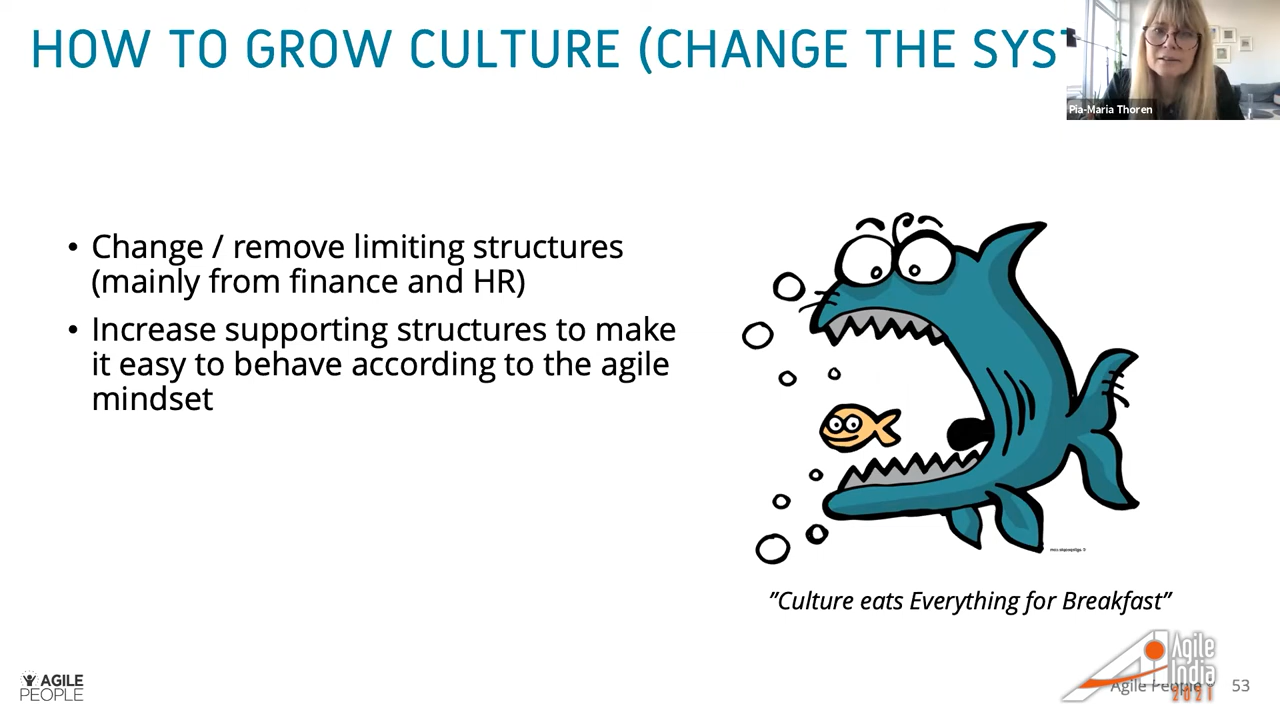 HOW TO GROW CULTURE (CHANGE THE SYST
Pia-Maria Thoren
• Change / remove limiting structures
(mainly from finance and HR)
• Increase supporting structures to make
it easy to behave according to the agile
mindset
”Culture eats Everything for Breakfast”
AGILE
PEOPLE
Agile
India
2021
Agile People
53